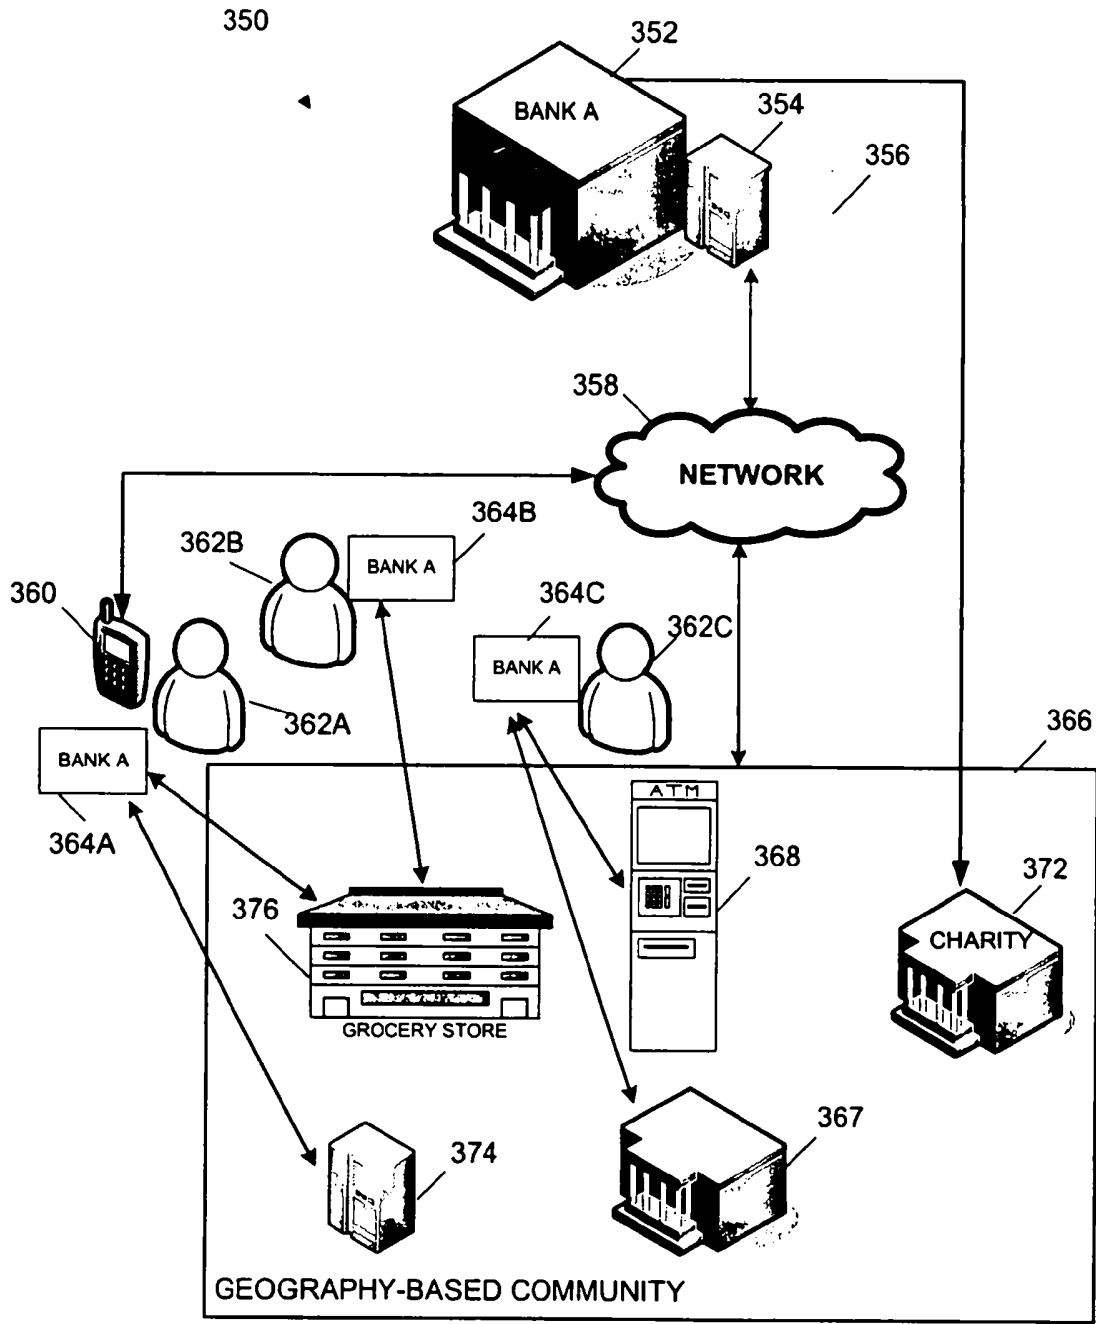 350
352
BANK A
354
356
358
NETWORK
364B
362B
BANK A
360
364C
362C
BANK A
362A
366
BANK A
364A
ATM
368
372
376
CHARITY
GROCERY STORE
367
374
GEOGRAPHY-BASED COMMUNITY